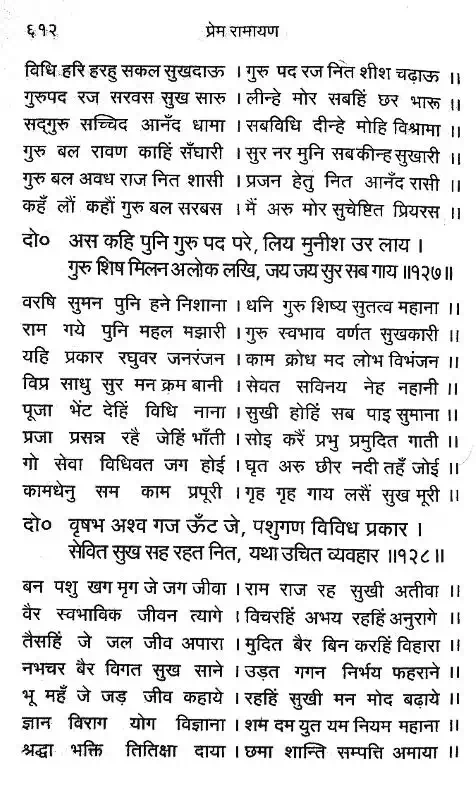 ६१२ प्रेम रामायण
विधि हरि हरहु सकल सुखदाऊ । गुरु पद रज नित शीश चढ़ाऊ ॥
गुरुपद रज सरवस सुख सारू । लीन्हे मोर सबहिं छर भारू ॥
सद्गुरु सच्चिद आनँद धामा । सबविधि दीन्हे मोहि विश्रामा ॥
गुरु बल रावण काहिं सँघारी । सुर नर मुनि सब कीन्ह सुखारी ॥
गुरु बल अवध राज नित शासी । प्रजन हेतु नित आनँद रासी ॥
कहँ लौं कहौं गुरु बल सरबस । मैं अरु मोर सुचेष्टित प्रियरस ॥
दो० अस कहि पुनि गुरु पद परे, लिय मुनीश उर लाय ।
गुरु शिष मिलन अलोक लखि, जय जय सुर सब गाय ॥१२७॥
वरषि सुमन पुनि हने निशाना । धनि गुरु शिष्य सुतत्व महाना ॥
राम गये पुनि महल मझारी । गुरु स्वभाव वर्णत सुखकारी ॥
यहि प्रकार रघुवर जनरंजन । काम क्रोध मद लोभ विभंजन ॥
विप्र साधु सुर मन क्रम बानी । सेवत सविनय नेह नहानी ॥
पूजा भेंट देहिं विधि नाना । सुखी होहिं सब पाइ सुमाना ॥
प्रजा प्रसन्न रहै जेहिं भाँती । सोइ करैं प्रभु प्रमुदित गाती ॥
गो सेवा विधिवत जग होई । घृत अरु छीर नदी तहँ जोई ॥
कामधेनु सम काम प्रपूरी । गृह गृह गाय लसैं सुख मूरी ॥
दो० वृषभ अश्व गज ऊँट जे, पशुगण विविध प्रकार ।
सेवित सुख सह रहत नित, यथा उचित व्यवहार ॥१२८॥
बन पशु खग मृग जे जग जीवा । राम राज रह सुखी अतीवा ॥
वैर स्वभाविक जीवन त्यागे । विचरहिं अभय रहहिं अनुरागे ॥
तैसहिं जे जल जीव अपारा । मुदित बैर बिन करहिं विहारा ॥
नभचर बैर विगत सुख साने । उड़त गगन निर्भय फहराने ॥
भू महँ जे जड़ जीव कहाये । रहहिं सुखी मन मोद बढ़ाये ॥
ज्ञान विराग योग विज्ञाना । शम दम युत यम नियम महाना ॥
श्रद्धा भक्ति तितिक्षा दाया । छमा शान्ति सम्पत्ति अमाया ॥